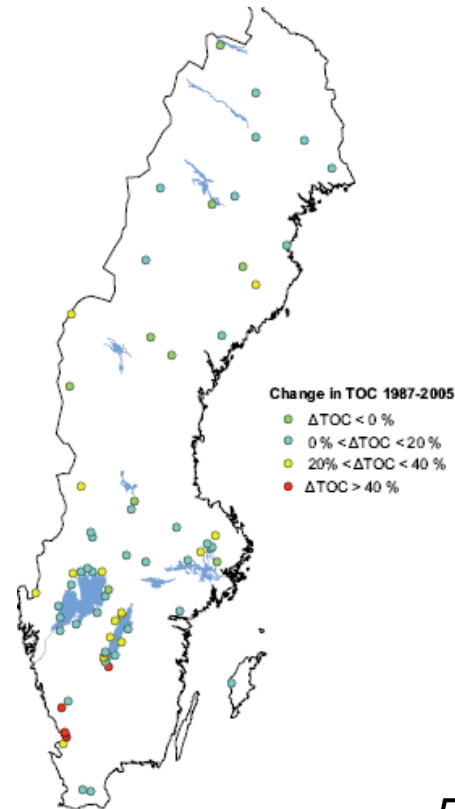 Change in TOC 1987-2005
ΔTOC < 0 %
0% < ΔTOC < 20 %
20% < ΔTOC < 40 %
ΔTOC > 40 %